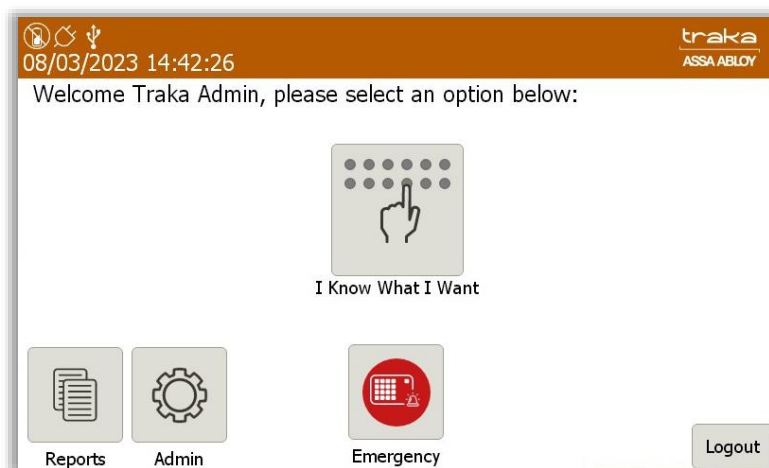 08/03/2023 14:42:26
traka
ASSA ABLOY
Welcome Traka Admin, please select an option below:
I Know What I Want
Reports
Admin
Emergency
Logout